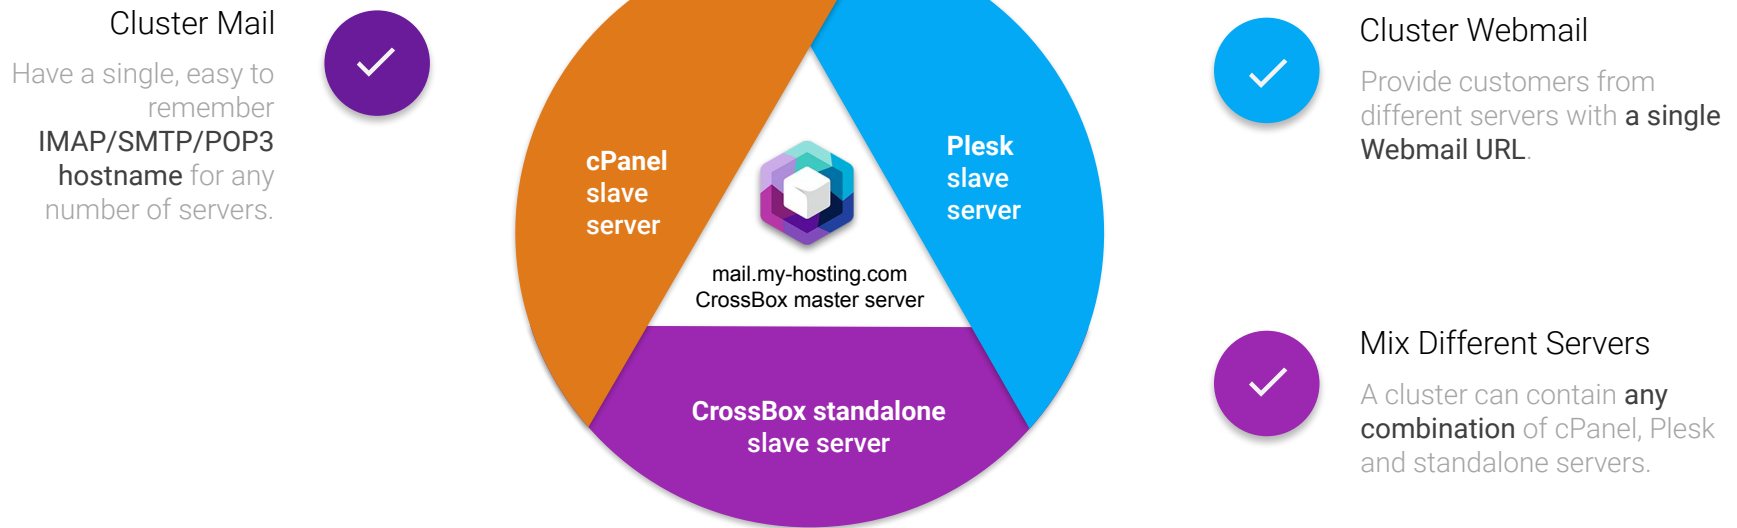 Cluster Mail
Have a single, easy to
remember
IMAP/SMTP/POP3
hostname for any
number of servers.
cPanel
slave
server
Plesk
slave
server
mail.my-hosting.com
CrossBox master server
CrossBox standalone
slave server
Cluster Webmail
Provide customers from
different servers with a single
Webmail URL.
Mix Different Servers
A cluster can contain any
combination of cPanel, Plesk
and standalone servers.